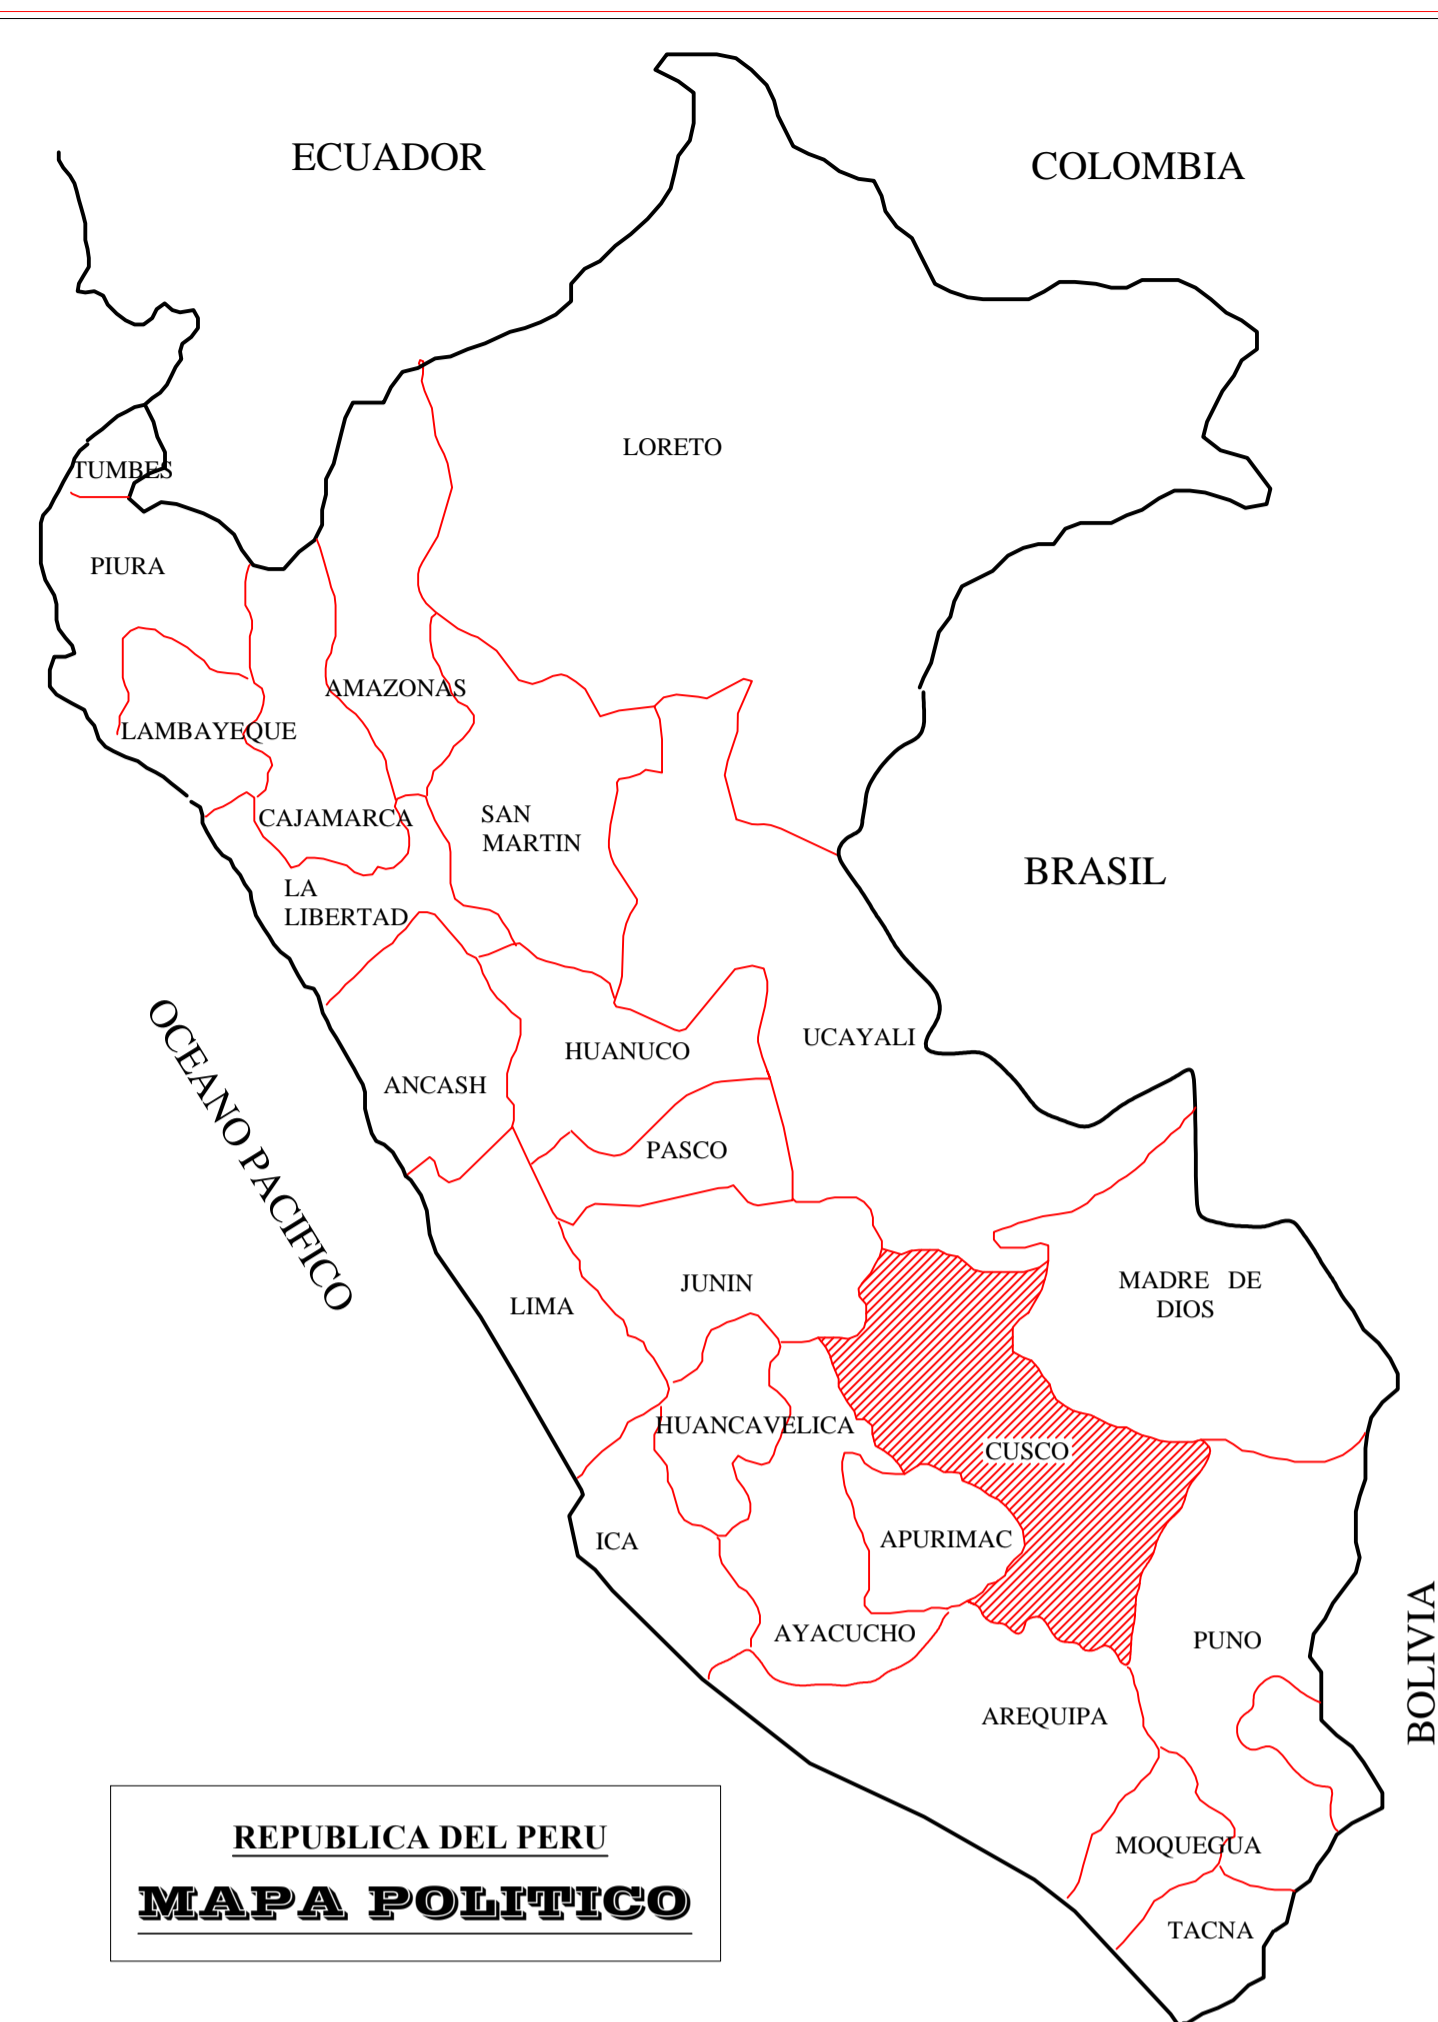 ECUADOR
COLOMBIA
LORETO
TUMBES
PIURA
AMAZONAS
LAMBAYEQUE
CAJAMARCA
SAN
MARTIN
BRASIL
LA
LIBERTAD
OCEANO PACIFICO
HUANUCO
UCAYALI
ANCASH
PASCO
JUNIN
LIMA
MADRE DE
DIOS
HUANCAVELICA
CUSCO
ICA
APURIMAC
AYACUCHO
PUNO
BOLIVIA
AREQUIPA
MOQUEGUA
TACNA
REPUBLICA DEL PERU
MAPA POLITICO